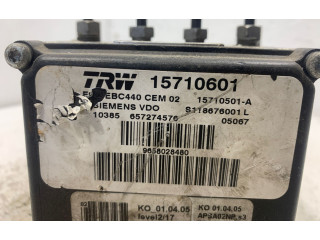 TRW 15710601
EBC440 CEM 02 15710501-A
SIEMENS VDO S118676001 L
10385 657274576 05067
9658028480
KO 01.04.05 KO 01.04.05
level2/17